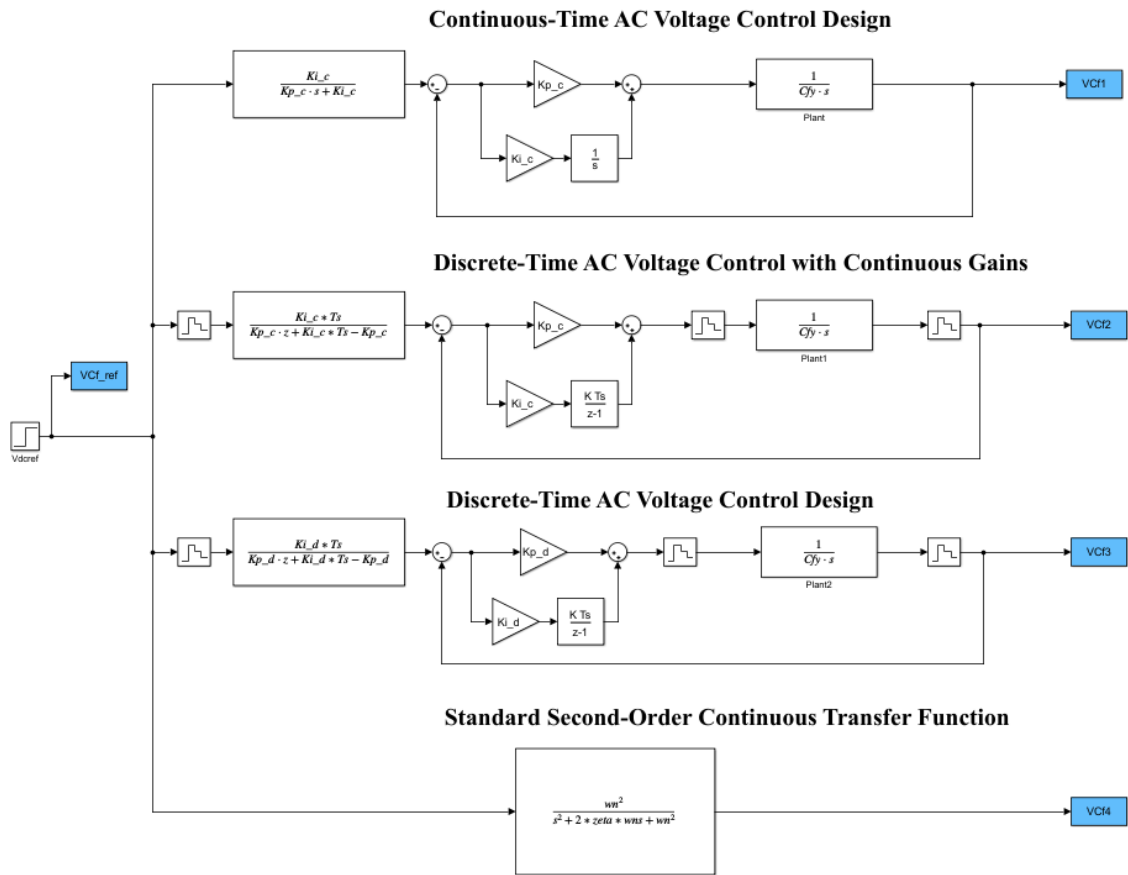 Continuous-Time AC Voltage Control Design
Ki_c
Kp_c · s + Ki_c
+
-
Kp_c
+
+
1
Cfy · s
Plant
VCf1
Ki_c
1
s
Discrete-Time AC Voltage Control with Continuous Gains
Ki_c * Ts
Kp_c · z + Ki_c * Ts − Kp_c
+
-
Kp_c
+
+
1
Cfy · s
Plant1
VCf2
Ki_c
K Ts
z-1
VCf_ref
Vdcref
Discrete-Time AC Voltage Control Design
Ki_d * Ts
Kp_d · z + Ki_d * Ts − Kp_d
+
-
Kp_d
+
+
1
Cfy · s
Plant2
VCf3
Ki_d
K Ts
z-1
Standard Second-Order Continuous Transfer Function
wn²
s² + 2 * zeta * wns + wn²
VCf4